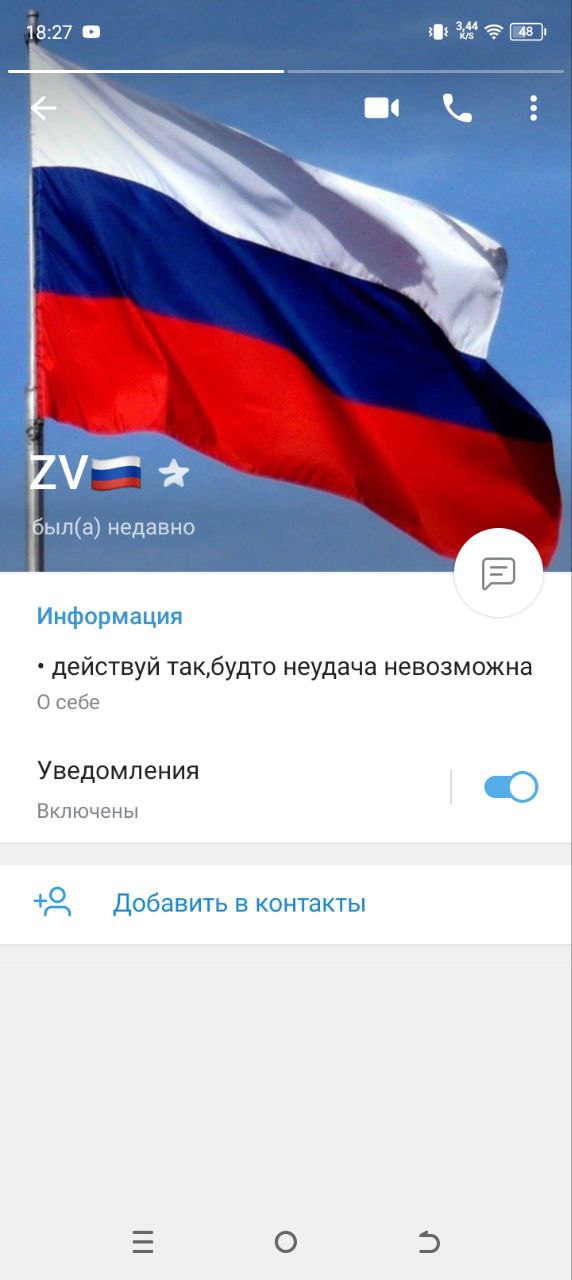 18:27
3,44
K/S
48
ZV🇷🇺
был(а) недавно
Информация
• действуй так,будто неудача невозможна
О себе
Уведомления
Включены
Добавить в контакты